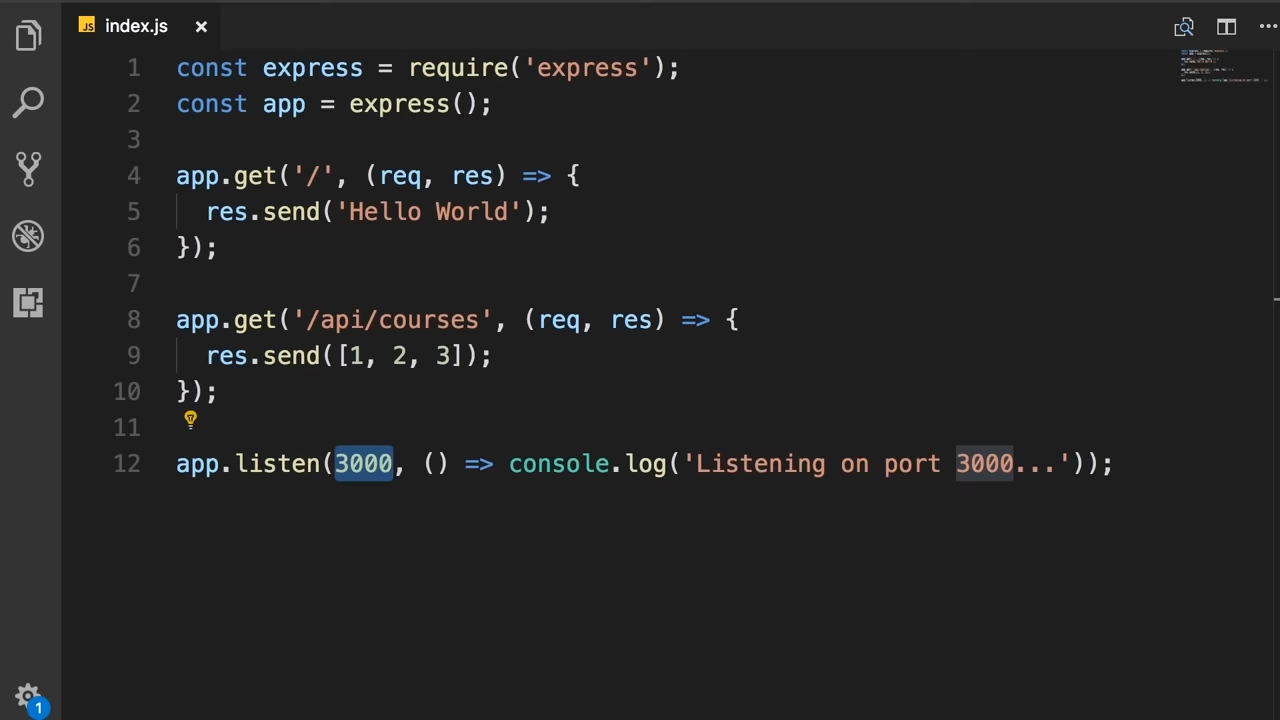 JS index.js ×
1 const express = require('express');
2 const app = express();
3
4 app.get('/', (req, res) => {
5   res.send('Hello World');
6 });
7
8 app.get('/api/courses', (req, res) => {
9   res.send([1, 2, 3]);
10 });
11
12 app.listen(3000, () => console.log('Listening on port 3000...'));
1